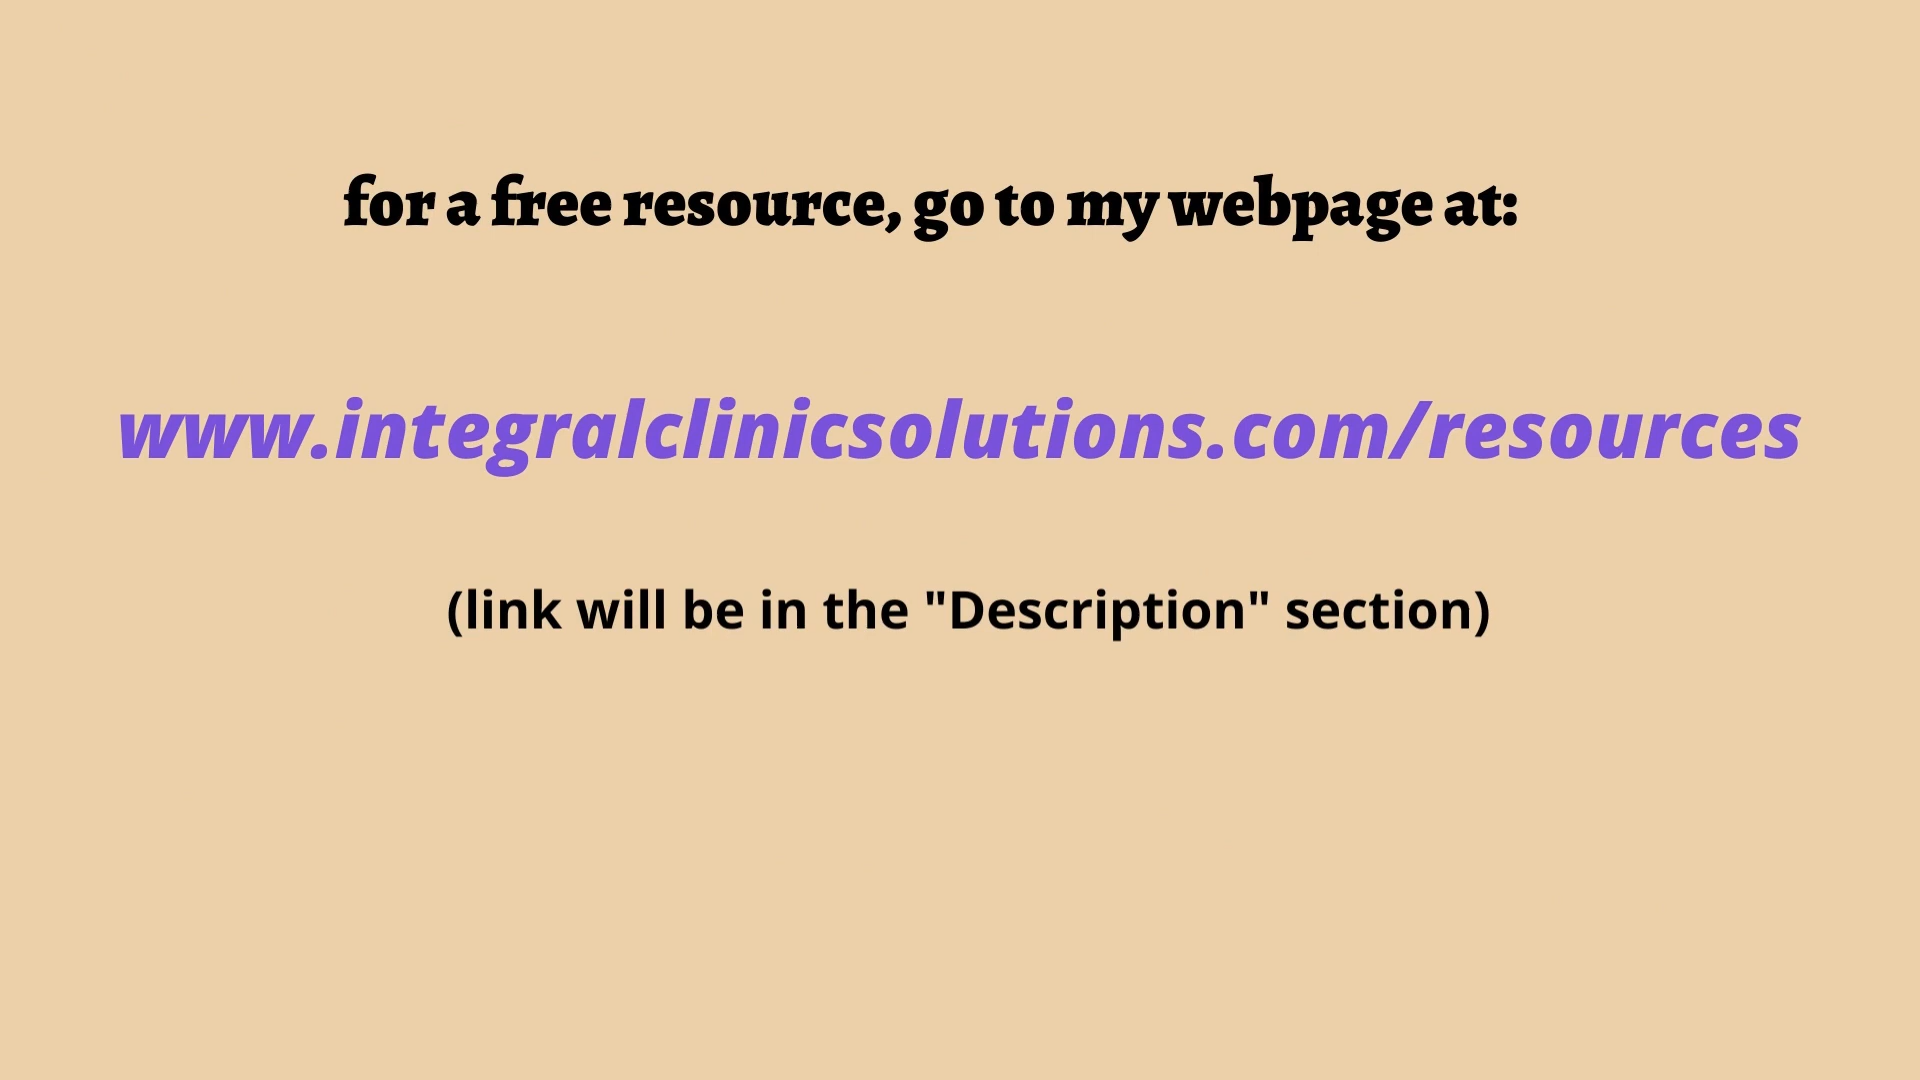 for a free resource, go to my webpage at:
www.integralclinicsolutions.com/resources
(link will be in the "Description" section)